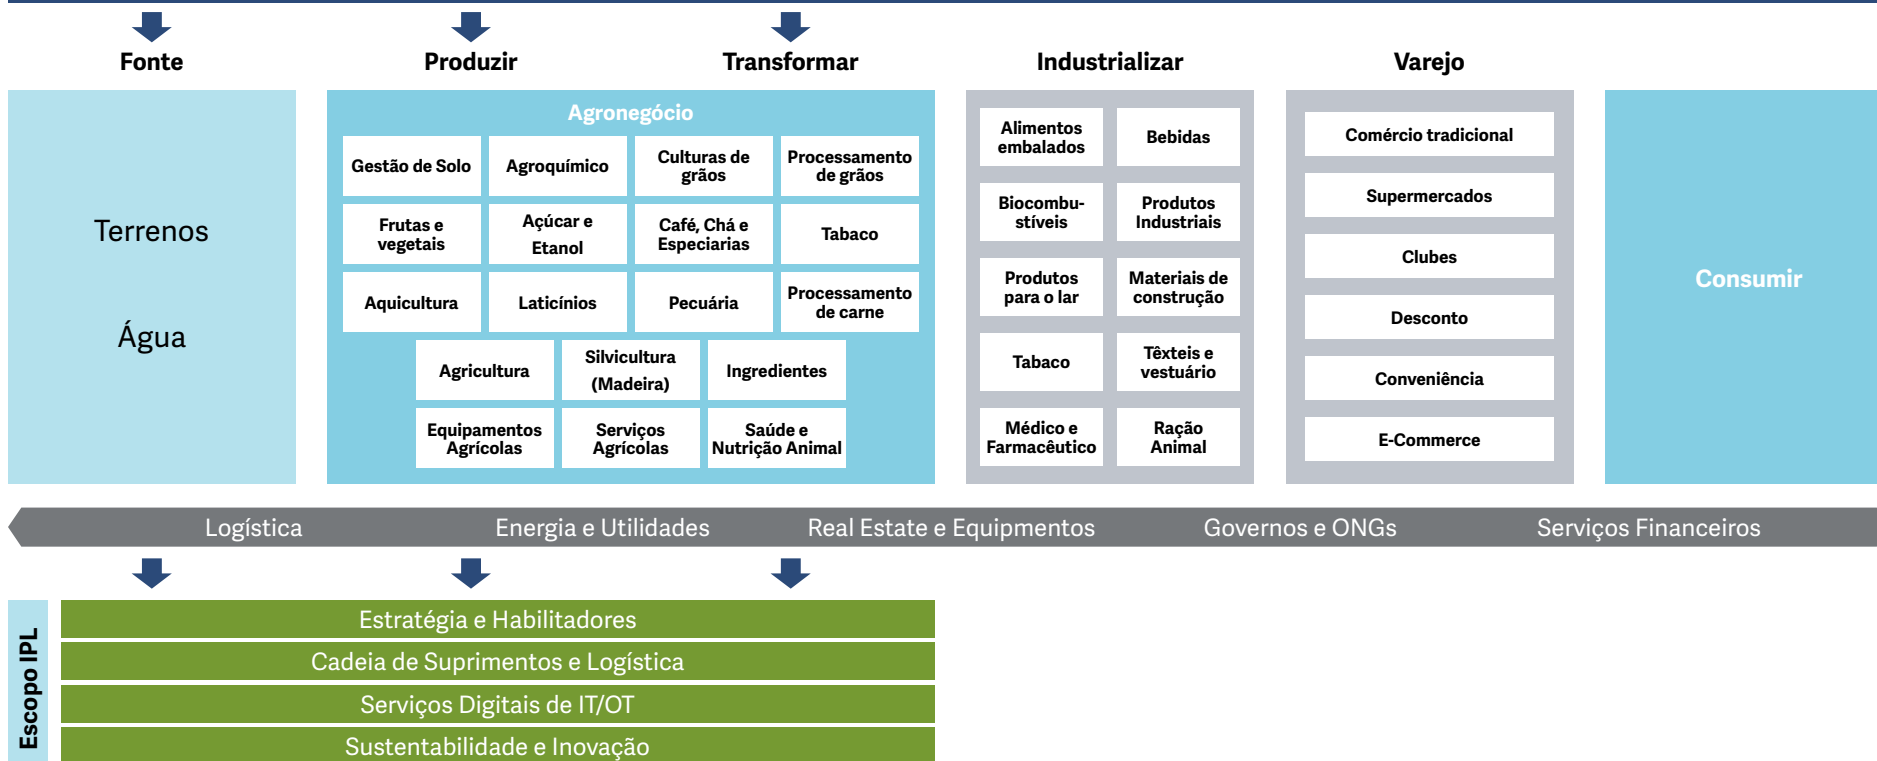 Fonte
Produzir
Transformar
Industrializar
Varejo
Terrenos
Água
Agronegócio
Gestão de Solo
Agroquímico
Culturas de
grãos
Processamento
de grãos
Frutas e
vegetais
Açúcar e
Etanol
Café, Chá e
Especiarias
Tabaco
Aquicultura
Laticínios
Pecuária
Processamento
de carne
Agricultura
Silvicultura
(Madeira)
Ingredientes
Equipamentos
Agrícolas
Serviços
Agrícolas
Saúde e
Nutrição Animal
Alimentos
embalados
Bebidas
Biocombu-
stíveis
Produtos
Industriais
Produtos
para o lar
Materiais de
construção
Tabaco
Têxteis e
vestuário
Médico e
Farmacêutico
Ração
Animal
Comércio tradicional
Supermercados
Clubes
Desconto
Conveniência
E-Commerce
Consumir
Logística
Energia e Utilidades
Real Estate e Equipmentos
Governos e ONGs
Serviços Financeiros
Escopo IPL
Estratégia e Habilitadores
Cadeia de Suprimentos e Logística
Serviços Digitais de IT/OT
Sustentabilidade e Inovação